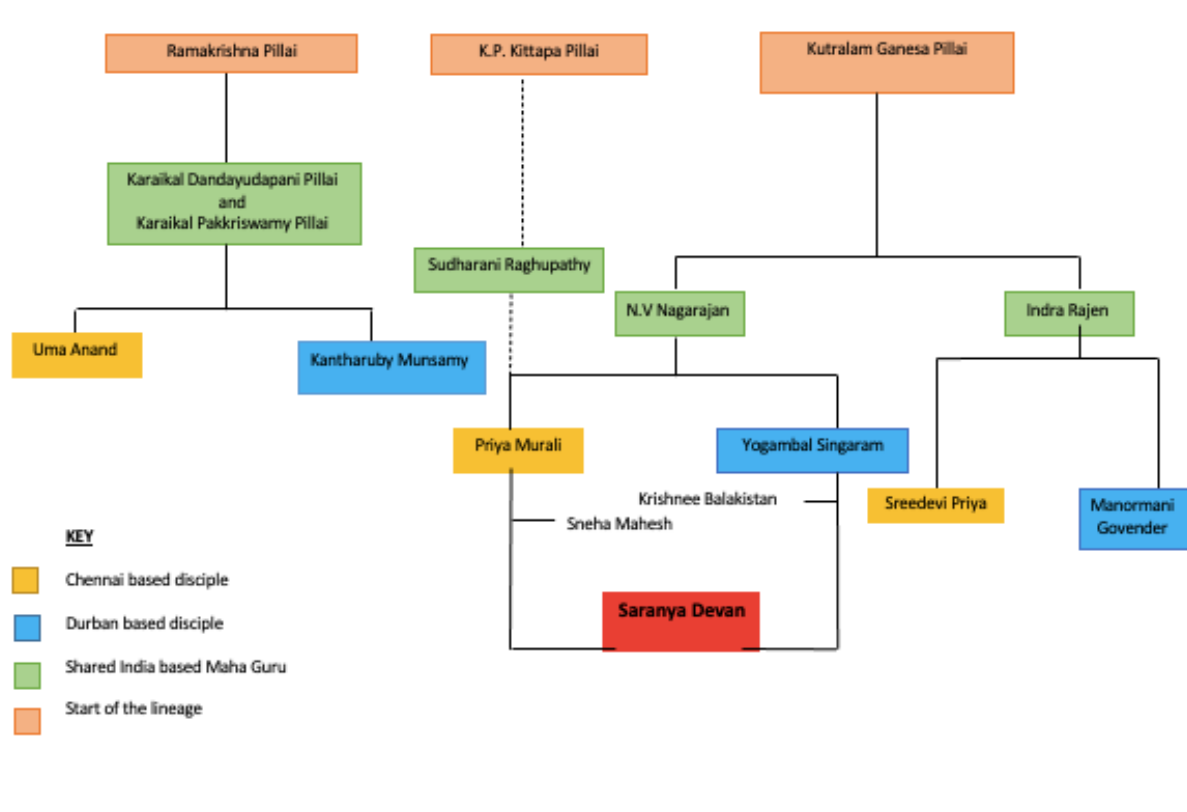 Ramakrishna Pillai
K.P. Kittapa Pillai
Kutralam Ganesa Pillai
Karaikal Dandayudapani Pillai
and
Karaikal Pakkriswamy Pillai
Sudharani Raghupathy
N.V Nagarajan
Indra Rajen
Uma Anand
Kantharuby Munsamy
Priya Murali
Yogambal Singaram
Krishnee Balakistan
Sneha Mahesh
Sreedevi Priya
Manormani
Govender
Saranya Devan
KEY
Chennai based disciple
Durban based disciple
Shared India based Maha Guru
Start of the lineage